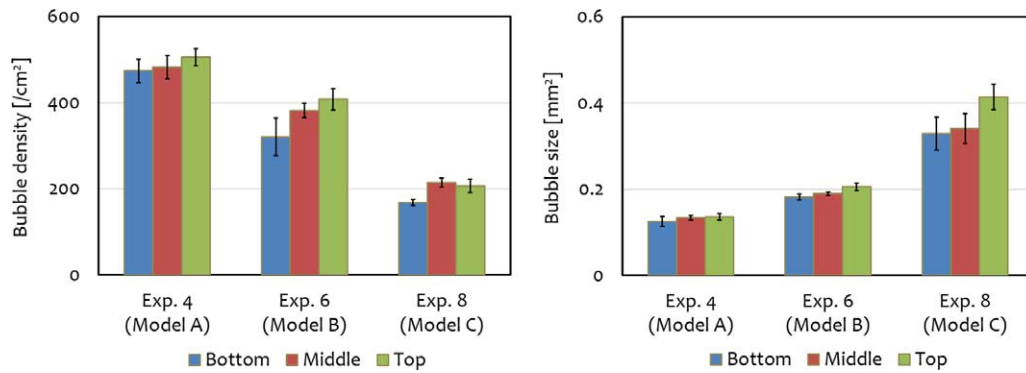 Bubble density [/cm²]
600
400
200
0
Exp. 4
(Model A)
Exp. 6
(Model B)
Exp. 8
(Model C)
Bottom Middle Top
Bubble size [mm²]
0.6
0.4
0.2
0
Exp. 4
(Model A)
Exp. 6
(Model B)
Exp. 8
(Model C)
Bottom Middle Top